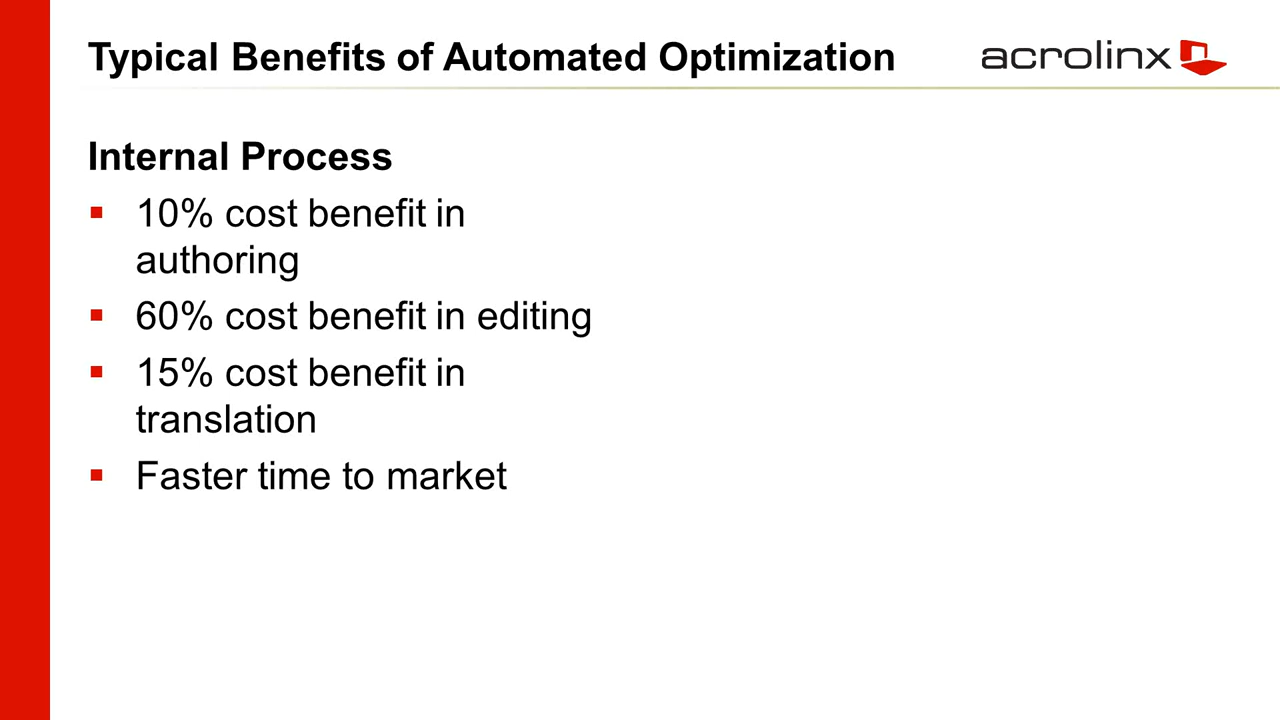 Typical Benefits of Automated Optimization
acrolinx
Internal Process
10% cost benefit in
authoring
60% cost benefit in editing
15% cost benefit in
translation
Faster time to market